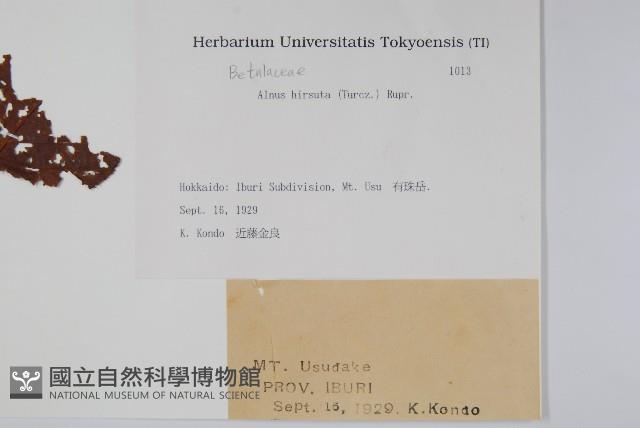 Herbarium Universitatis Tokyoensis (TI)
Betulaceae 1013
Alnus hirsuta (Turcz.) Rupr.
Hokkaido: Iburi Subdivision, Mt. Usu 有珠岳.
Sept. 15, 1929
K. Kondo 近藤金良
MT. Usudake
PROV. IBURI
Sept. 15, 1929. K.Kondo
國立自然科學博物館
NATIONAL MUSEUM OF NATURAL SCIENCE